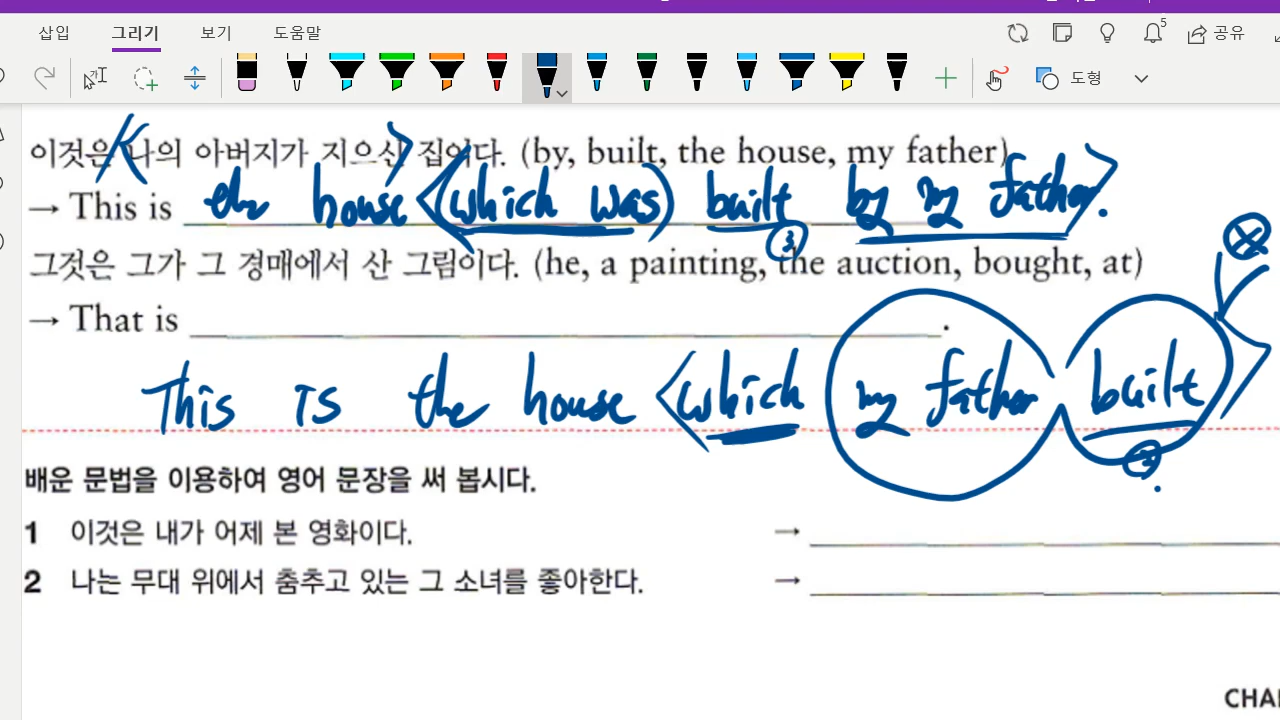 삽입 그리기 보기 도움말 5 공유
도형
이것은 나의 아버지가 지으신 집이다. (by, built, the house, my father)
→ This is the house (which was) built by my father.
③
그것은 그가 그 경매에서 산 그림이다. (he, a painting, the auction, bought, at)
→ That is .
This is the house which my father built
.
배운 문법을 이용하여 영어 문장을 써 봅시다.
1 이것은 내가 어제 본 영화이다. →
2 나는 무대 위에서 춤추고 있는 그 소녀를 좋아한다. →